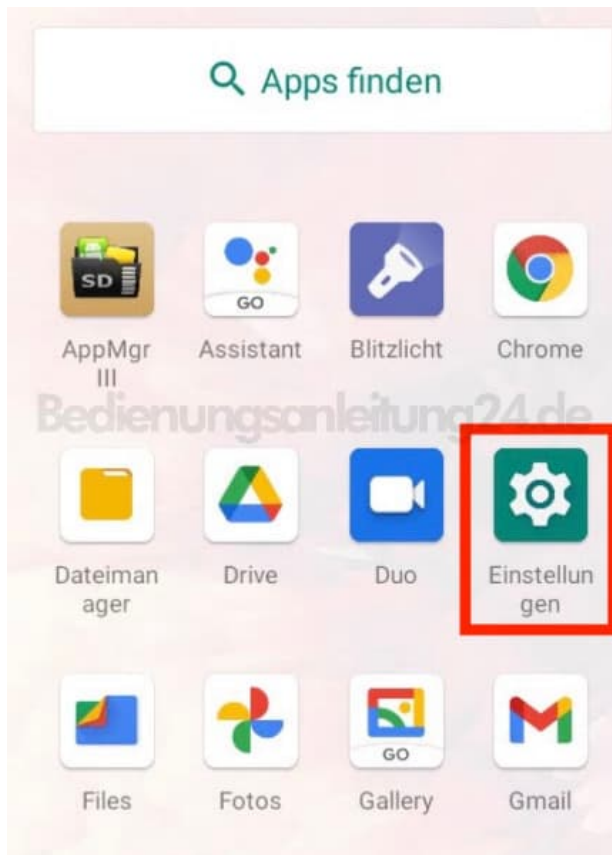 Apps finden
SD
GO
AppMgr
III
Assistant
Blitzlicht
Chrome
Bedienungsanleitung24.de
Dateiman
ager
Drive
Duo
Einstellun
gen
GO
Files
Fotos
Gallery
Gmail